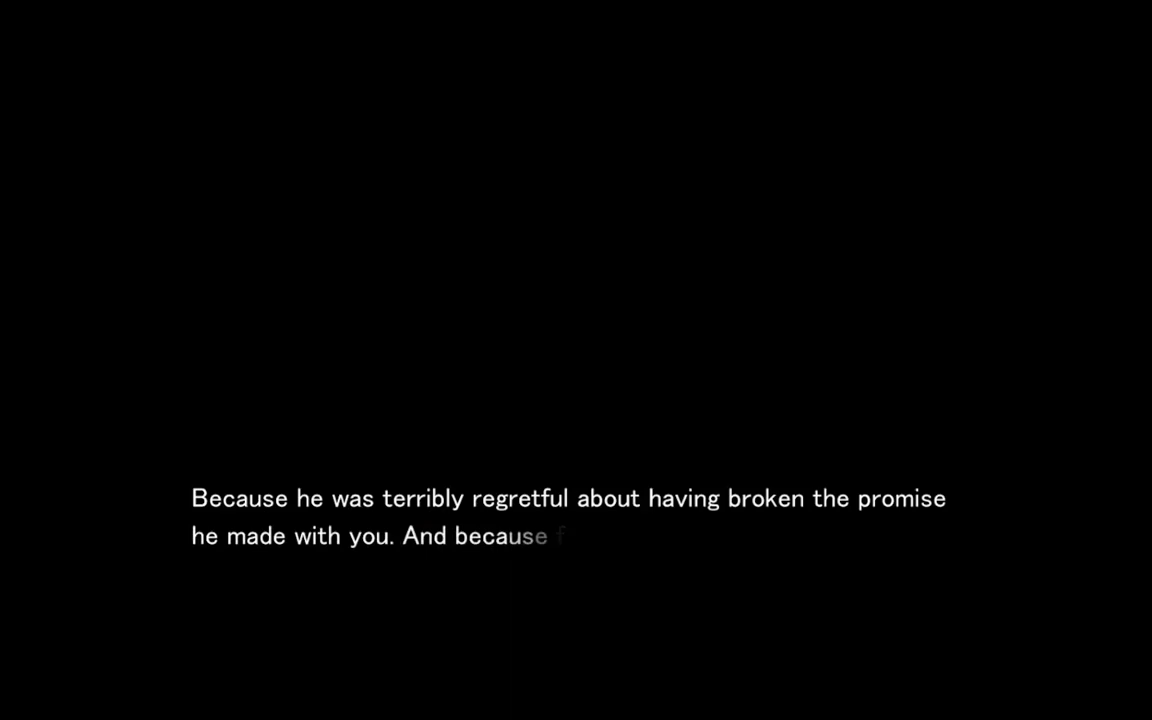 Because he was terribly regretful about having broken the promise
he made with you. And because f